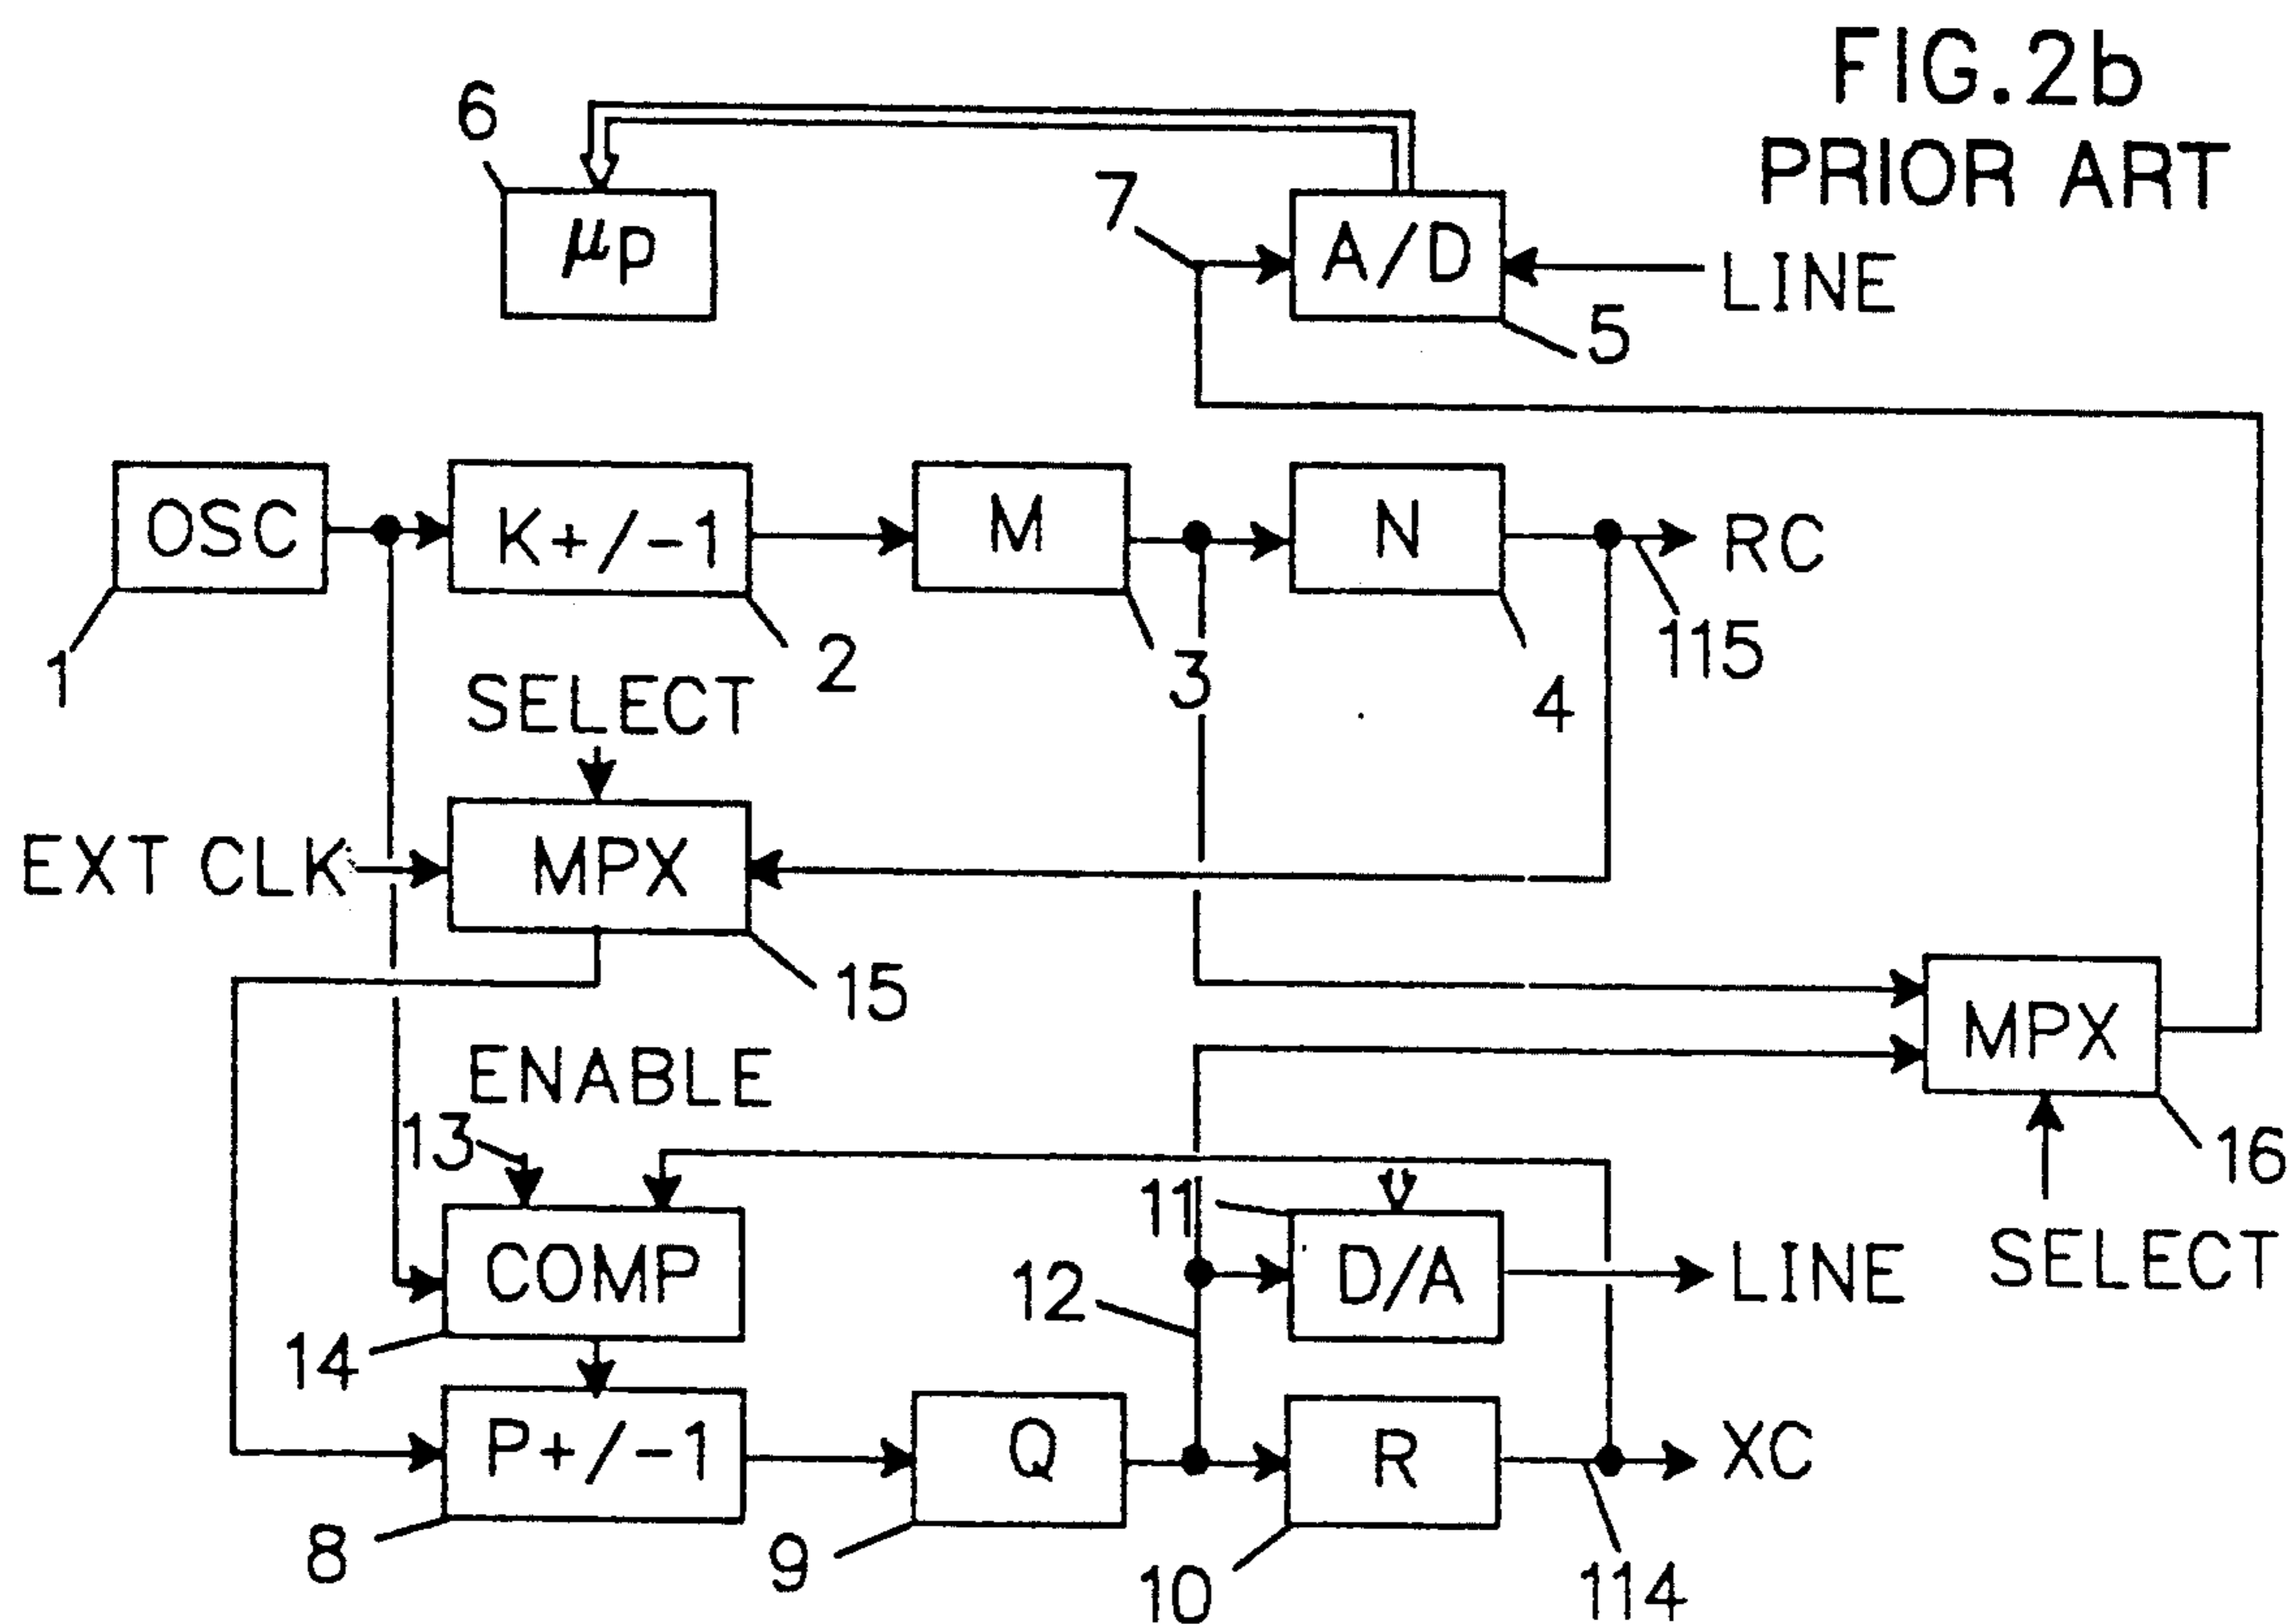 FIG.2b
PRIOR ART
6
μP
7
A/D
LINE
5
OSC
K+/-1
M
N
RC
1
2
3
4
115
SELECT
EXT CLK
MPX
15
MPX
ENABLE
13
16
SELECT
COMP
11
D/A
LINE
12
14
P+/-1
Q
R
XC
8
9
10
114